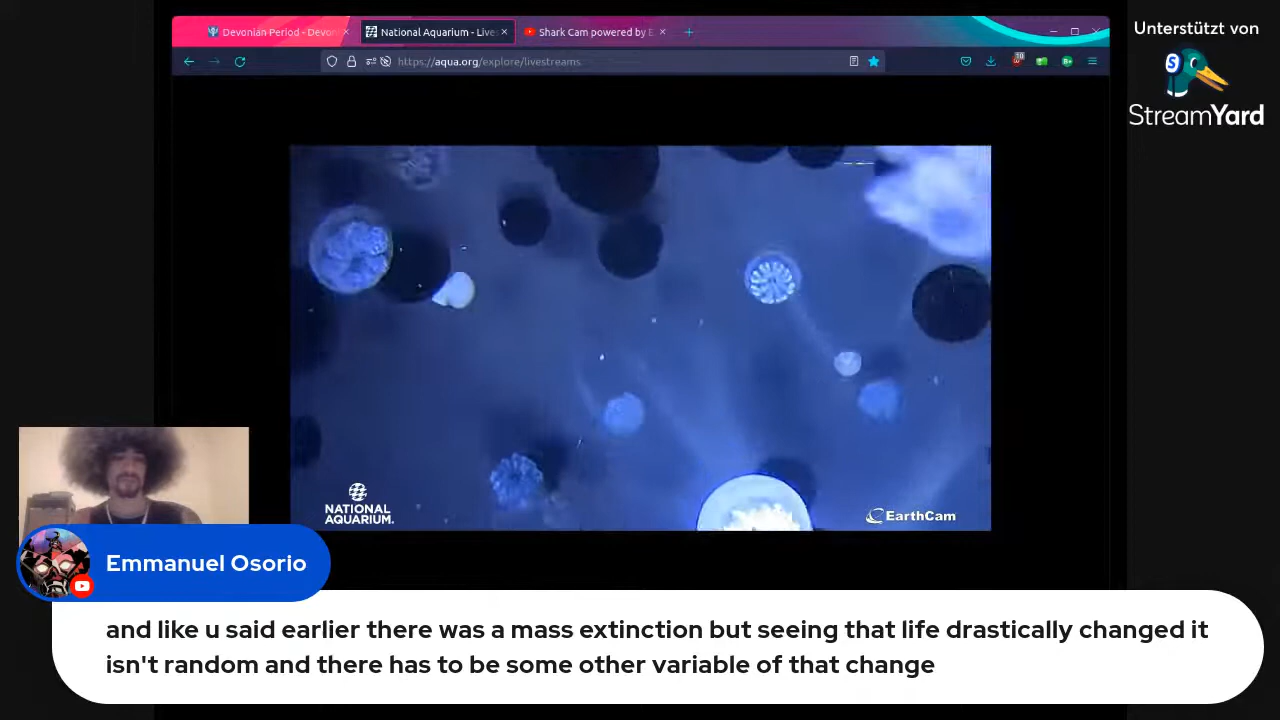 Devonian Period - Devon
National Aquarium - Live
Shark Cam powered by E
Unterstützt von
https://aqua.org/explore/livestreams
10
S
StreamYard
NATIONAL
AQUARIUM.
EarthCam
Emmanuel Osorio
and like u said earlier there was a mass extinction but seeing that life drastically changed it
isn't random and there has to be some other variable of that change